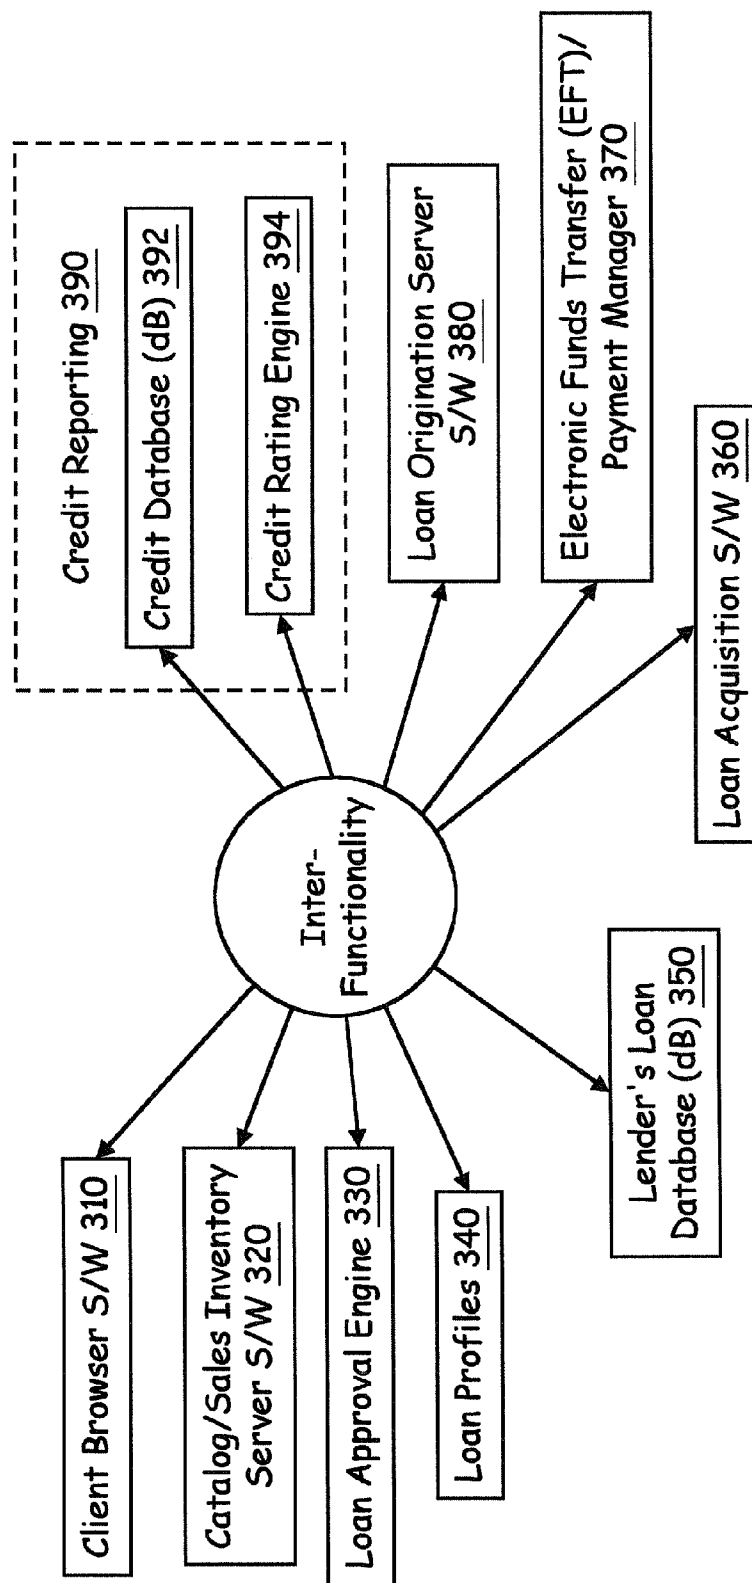 Client Browser S/W 310
Catalog/Sales Inventory
Server S/W 320
Loan Approval Engine 330
Loan Profiles 340
Lender's Loan
Database (dB) 350
Inter-
Functionality
Credit Reporting 390
Credit Database (dB) 392
Credit Rating Engine 394
Loan Origination Server
S/W 380
Electronic Funds Transfer (EFT)/
Payment Manager 370
Loan Acquisition S/W 360